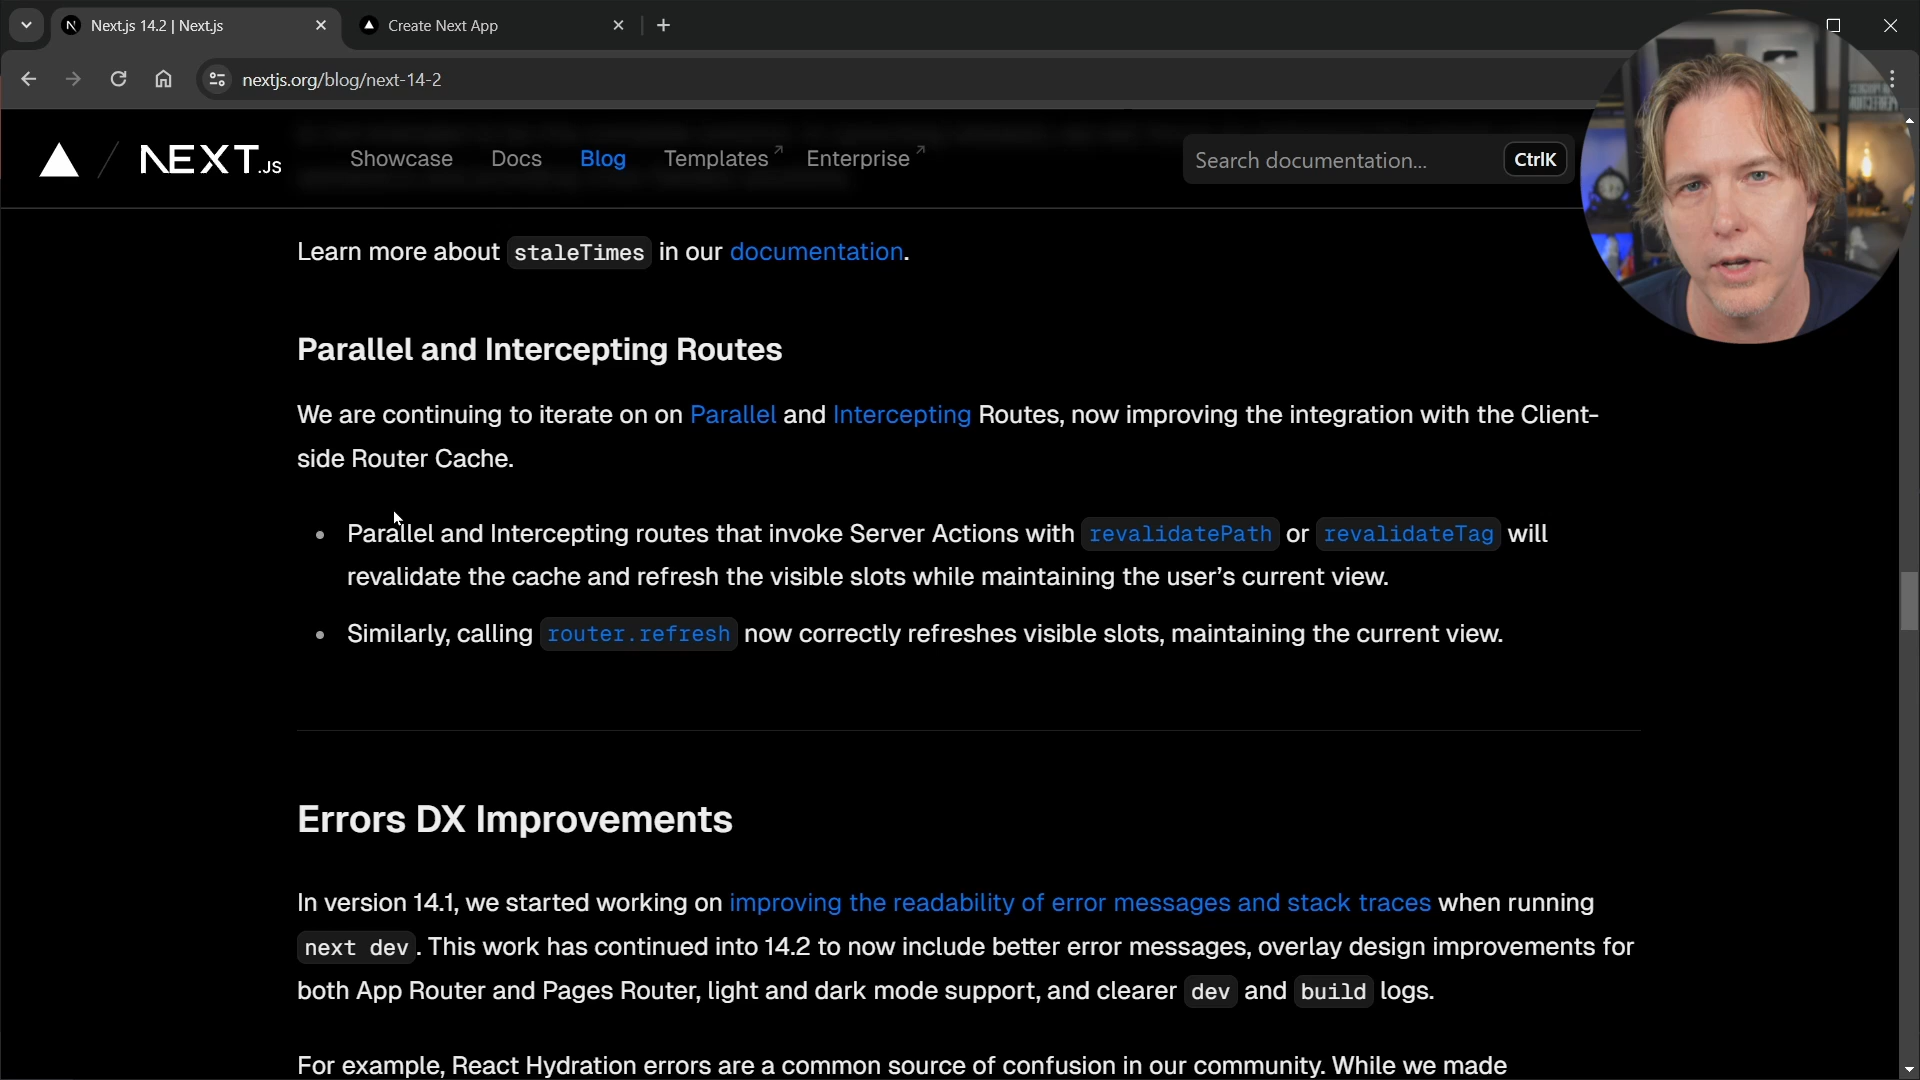 Next.js 14.2 | Next.js
Create Next App
nextjs.org/blog/next-14-2
NEXT.JS
Showcase
Docs
Blog
Templates
Enterprise
Search documentation...
CtrlK
Learn more about staleTimes in our documentation.
Parallel and Intercepting Routes
We are continuing to iterate on on Parallel and Intercepting Routes, now improving the integration with the Client-
side Router Cache.
Parallel and Intercepting routes that invoke Server Actions with revalidatePath or revalidateTag will
revalidate the cache and refresh the visible slots while maintaining the user’s current view.
Similarly, calling router.refresh now correctly refreshes visible slots, maintaining the current view.
Errors DX Improvements
In version 14.1, we started working on improving the readability of error messages and stack traces when running
next dev. This work has continued into 14.2 to now include better error messages, overlay design improvements for
both App Router and Pages Router, light and dark mode support, and clearer dev and build logs.
For example, React Hydration errors are a common source of confusion in our community. While we made